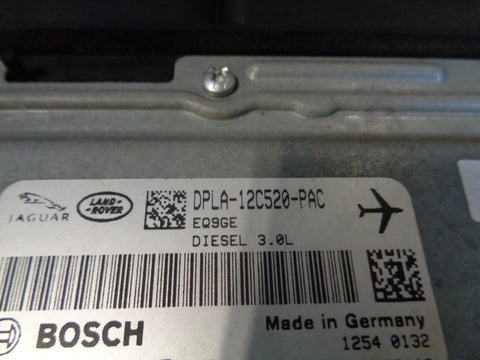 JAGUAR
LAND-
ROVER
DPLA-12C520-PAC
EQ9GE
DIESEL 3.0L
BOSCH
Made in Germany
1254 0132